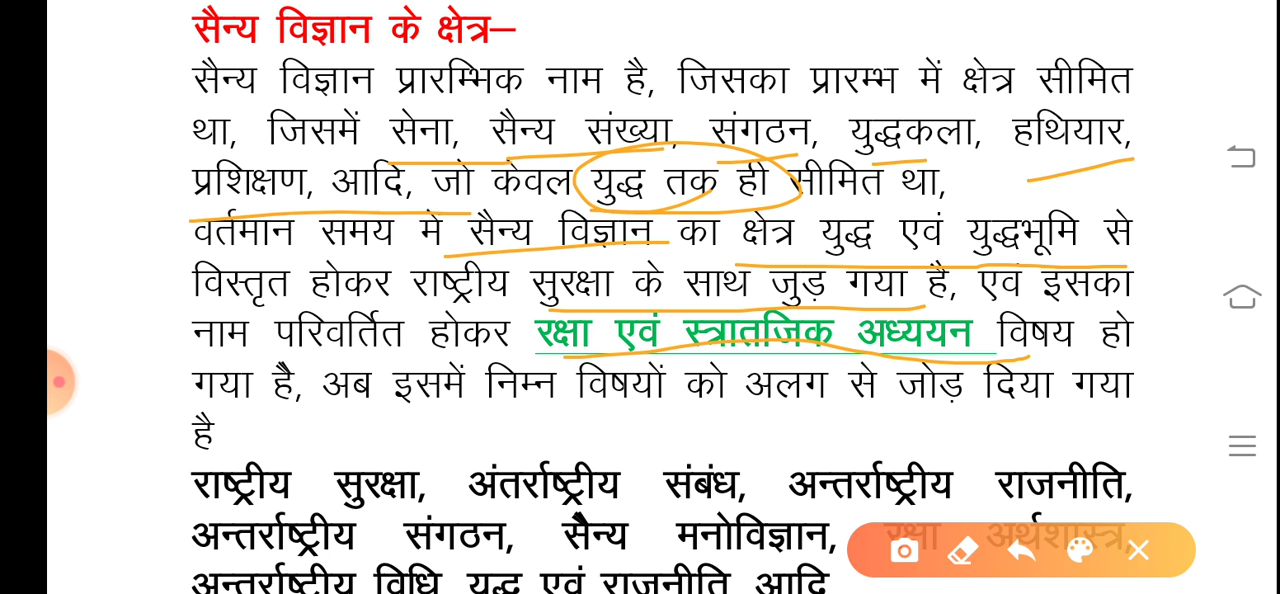 सैन्य विज्ञान के क्षेत्र–
सैन्य विज्ञान प्रारम्भिक नाम है, जिसका प्रारम्भ में क्षेत्र सीमित
था, जिसमें सेना, सैन्य संख्या, संगठन, युद्धकला, हथियार,
प्रशिक्षण, आदि, जो केवल युद्ध तक ही सीमित था,
वर्तमान समय मे सैन्य विज्ञान का क्षेत्र युद्ध एवं युद्धभूमि से
विस्तृत होकर राष्ट्रीय सुरक्षा के साथ जुड़ गया है, एवं इसका
नाम परिवर्तित होकर रक्षा एवं स्त्रातजिक अध्ययन विषय हो
गया है, अब इसमें निम्न विषयों को अलग से जोड़ दिया गया
है
राष्ट्रीय सुरक्षा, अंतर्राष्ट्रीय संबंध, अन्तर्राष्ट्रीय राजनीति,
अन्तर्राष्ट्रीय संगठन, सैन्य मनोविज्ञान, रक्षा अर्थशास्त्र,
अन्तर्राष्ट्रीय विधि, युद्ध एवं राजनीति आदि